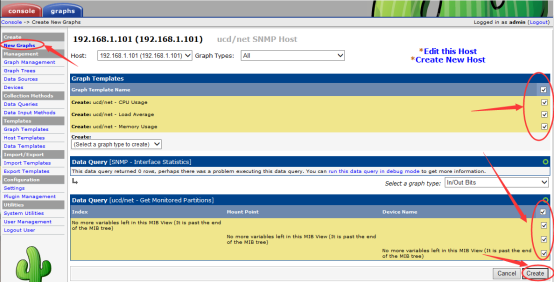 console graphs
Console -> Create New Graphs
Logged in as admin (Logout)
Create
New Graphs
Management
Graph Management
Graph Trees
Data Sources
Devices
Collection Methods
Data Queries
Data Input Methods
Templates
Graph Templates
Host Templates
Data Templates
Import/Export
Import Templates
Export Templates
Configuration
Settings
Plugin Management
Utilities
System Utilities
User Management
Logout User
192.168.1.101 (192.168.1.101) ucd/net SNMP Host
Host: 192.168.1.101 (192.168.1.101) Graph Types: All
*Edit this Host
*Create New Host
Graph Templates
Graph Template Name
Create: ucd/net - CPU Usage
Create: ucd/net - Load Average
Create: ucd/net - Memory Usage
Create:
(Select a graph type to create)
Data Query [SNMP - Interface Statistics]
This data query returned 0 rows, perhaps there was a problem executing this data query. You can run this data query in debug mode to get more information.
Select a graph type: In/Out Bits
Data Query [ucd/net - Get Monitored Partitions]
Index Mount Point Device Name
No more variables left in this MIB View (It is past the end
of the MIB tree)
No more variables left in this MIB View (It is past the end
of the MIB tree)
No more variables left in this MIB View (It is past the end
of the MIB tree)
Cancel Create